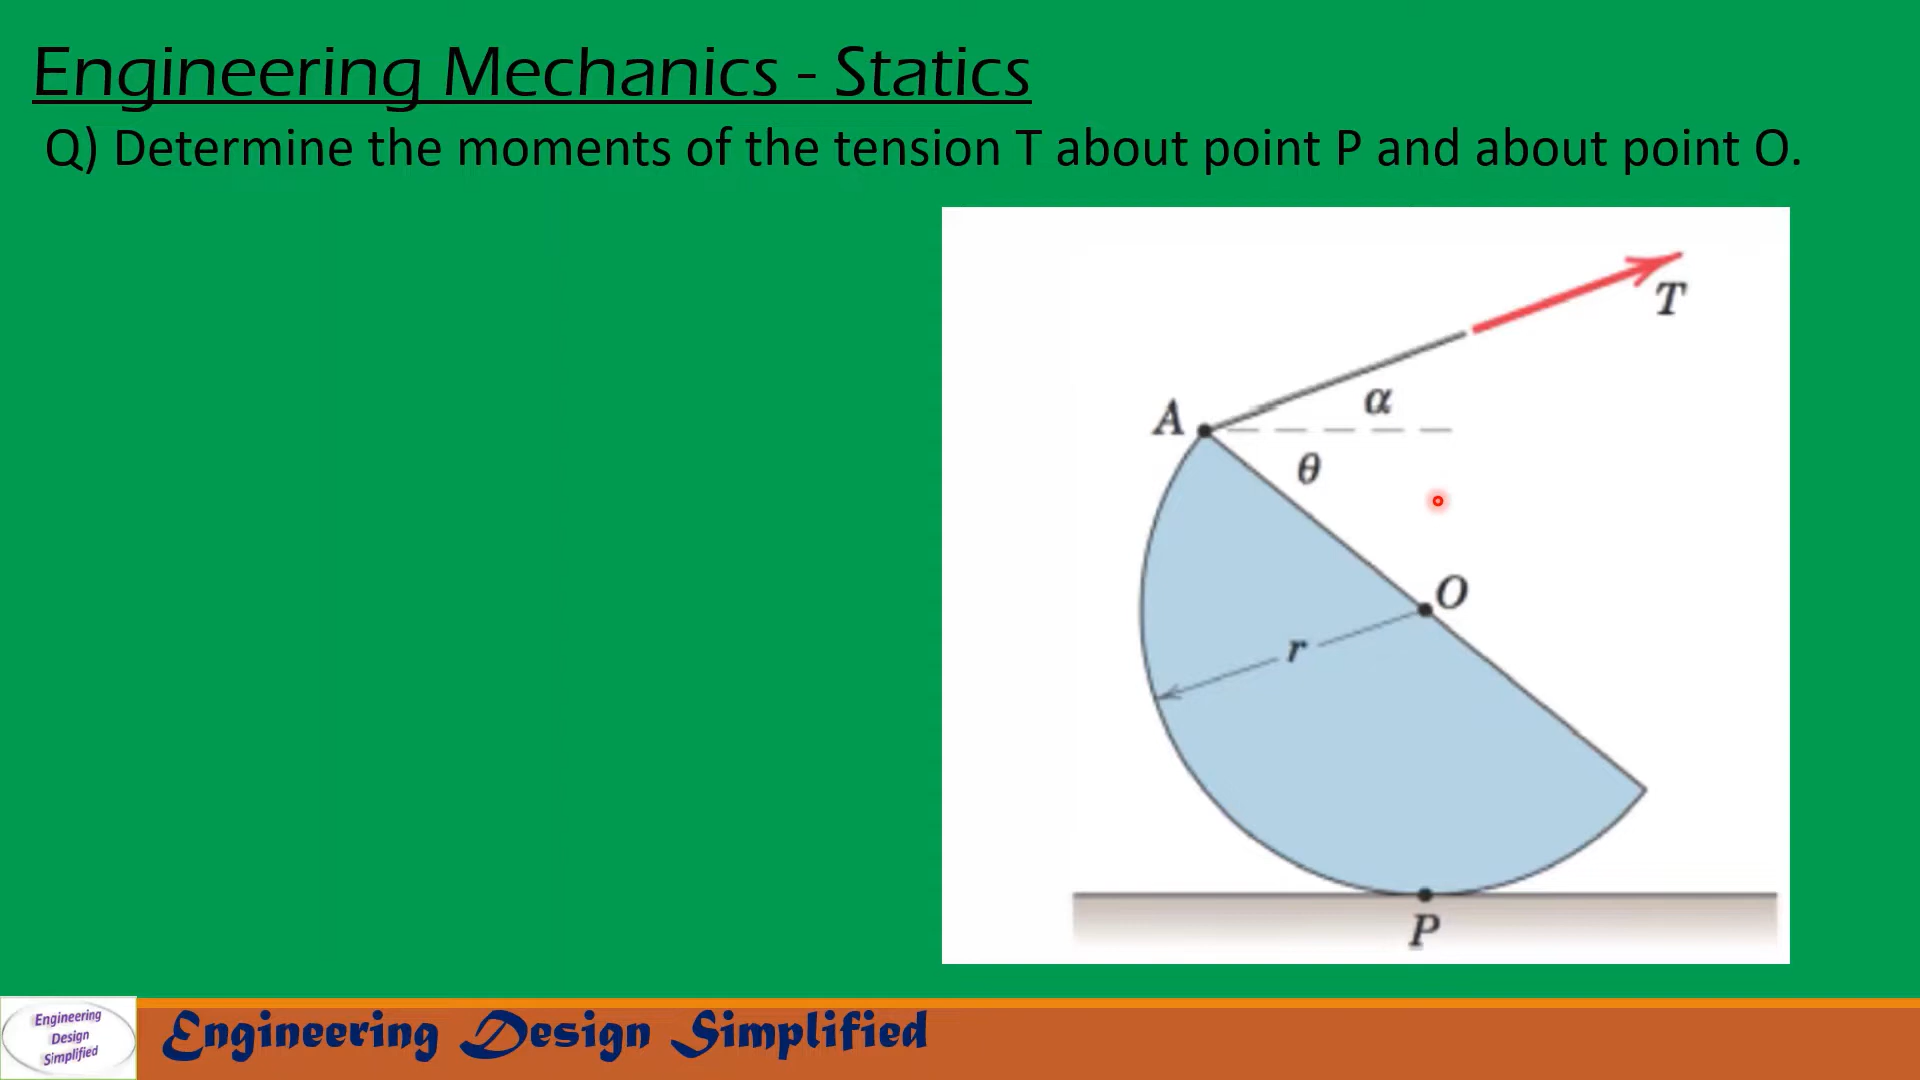 Engineering Mechanics - Statics
Q) Determine the moments of the tension T about point P and about point O.
T
α
A
θ
O
r
P
Engineering
Design
Simplified
Engineering Design Simplified